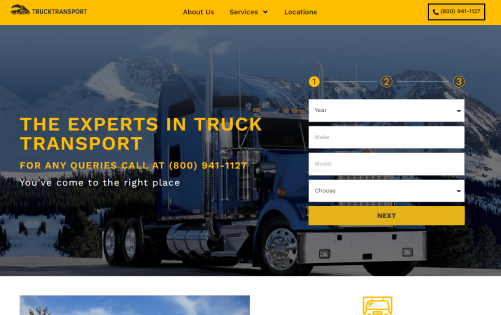 TRUCKTRANSPORT
About Us
Services
Locations
(800) 941-1127
1
2
3
THE EXPERTS IN TRUCK
TRANSPORT
FOR ANY QUERIES CALL AT (800) 941-1127
You've come to the right place
Year
Make
Model
Choose
NEXT